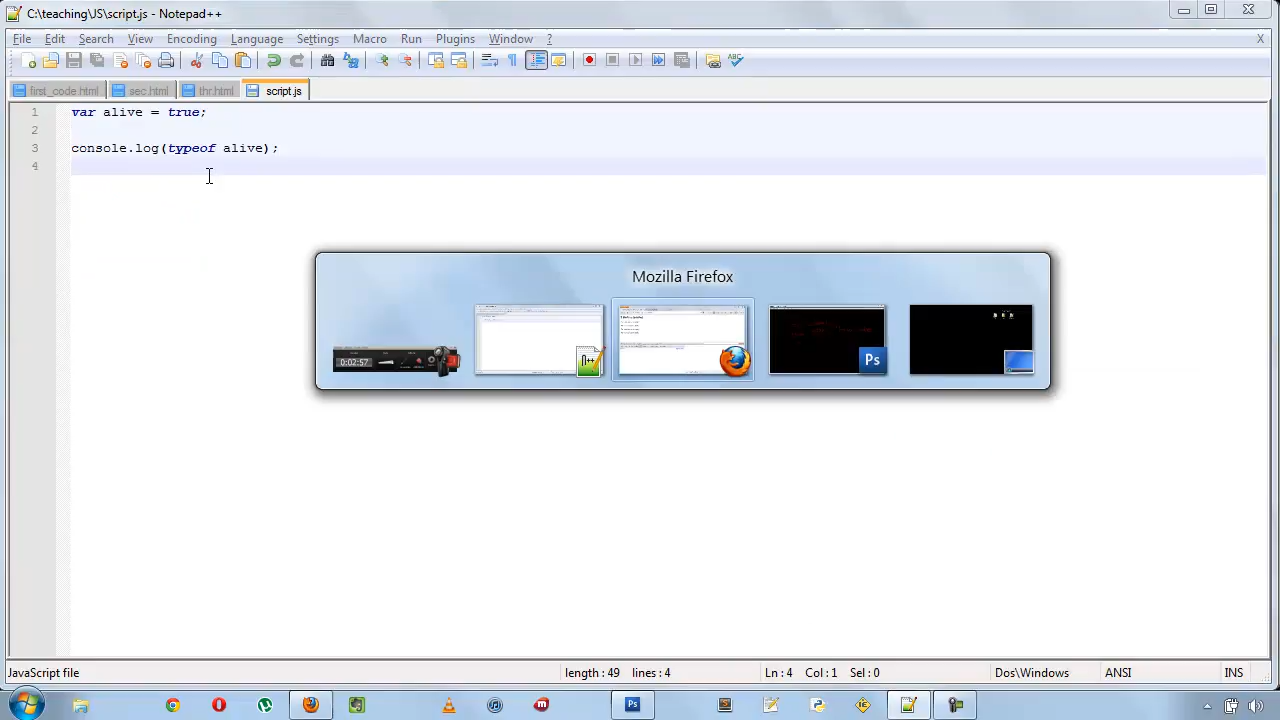 C:\teaching\JS\script.js - Notepad++
File Edit Search View Encoding Language Settings Macro Run Plugins Window ? X
first_code.html sec.html thr.html script.js
1 var alive = true;
2
3 console.log(typeof alive);
4
Mozilla Firefox
0:02:57
Ps
JavaScript file length : 49 lines : 4 Ln : 4 Col : 1 Sel : 0 Dos\Windows ANSI INS
Ps